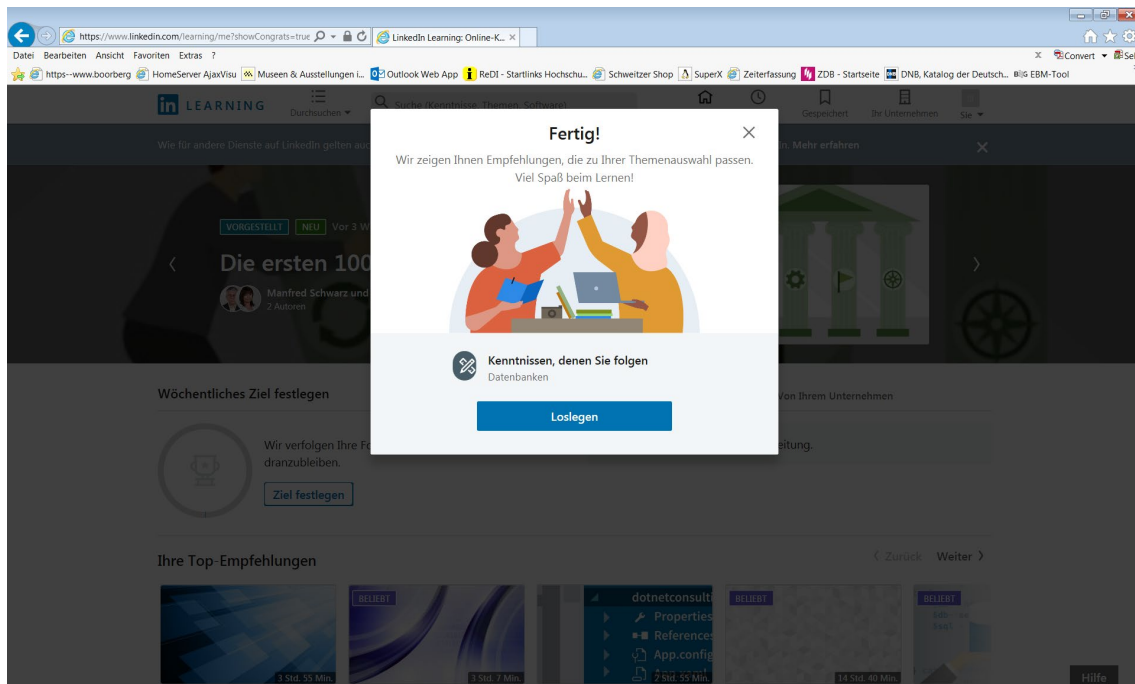 https://www.linkedin.com/learning/me?showCongrats=true
LinkedIn Learning: Online-K...
Datei Bearbeiten Ansicht Favoriten Extras ?
x Convert
https--www.boorberg HomeServer AjaxVisu Museen & Ausstellungen i... Outlook Web App ReDI - Startlinks Hochschu... Schweitzer Shop SuperX Zeiterfassung ZDB - Startseite DNB, Katalog der Deutsch... EBM-Tool
in LEARNING
Durchsuchen
Suche (Kenntnisse, Themen, Software)
Gespeichert Ihr Unternehmen Sie
Wie für andere Dienste auf LinkedIn gelten auc
n. Mehr erfahren
Fertig!
Wir zeigen Ihnen Empfehlungen, die zu Ihrer Themenauswahl passen.
Viel Spaß beim Lernen!
VORGESTELLT NEU Vor 3 W
Die ersten 100
Manfred Schwarz und
2 Autoren
Kenntnissen, denen Sie folgen
Datenbanken
Loslegen
Wöchentliches Ziel festlegen
Von Ihrem Unternehmen
Wir verfolgen Ihre Fo
dranzubleiben.
eitung.
Ziel festlegen
Ihre Top-Empfehlungen
Zurück Weiter
BELIEBT
dotnetconsulti
Properties
References
App.config
BELIEBT
BELIEBT
3 Std. 55 Min.
3 Std. 7 Min.
2 Std. 55 Min.
14 Std. 40 Min.
Hilfe